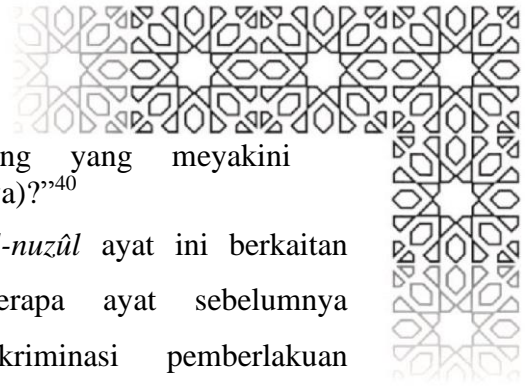 ng yang meyakini
a)?”⁴⁰
-nuzûl ayat ini berkaitan
erapa ayat sebelumnya
kriminasi pemberlakuan